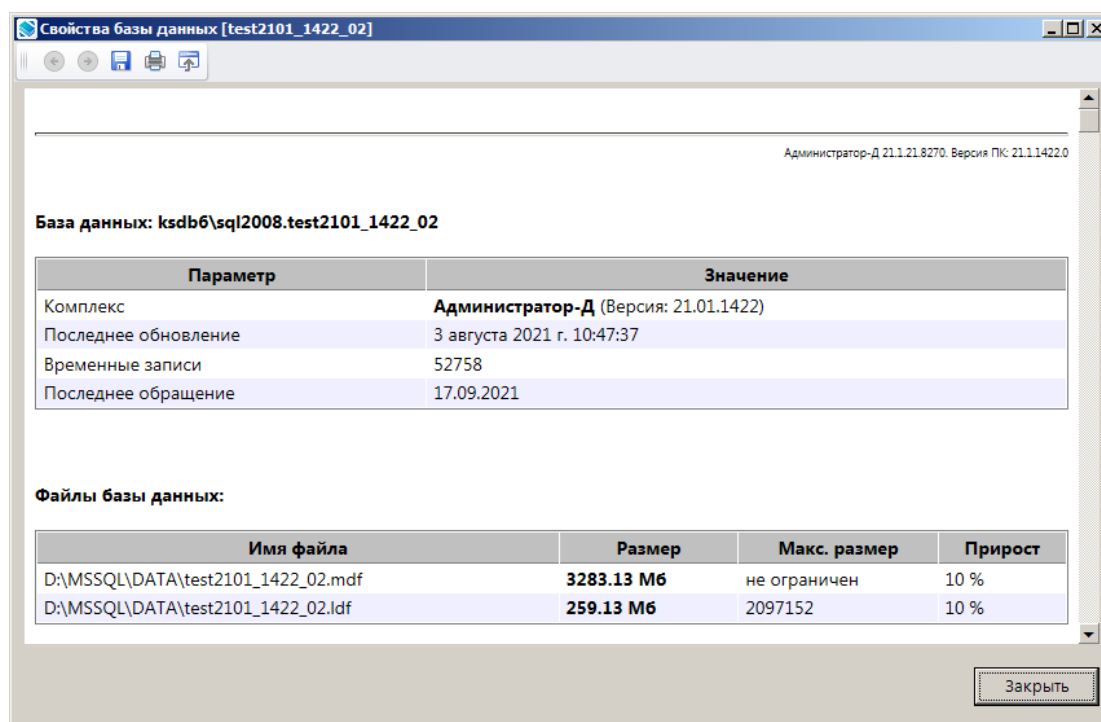 Свойства базы данных [test2101_1422_02]
Администратор-Д 21.1.21.8270. Версия ПК: 21.1.1422.0
База данных: ksdb6\sql2008.test2101_1422_02
Параметр Значение
Комплекс Администратор-Д (Версия: 21.01.1422)
Последнее обновление 3 августа 2021 г. 10:47:37
Временные записи 52758
Последнее обращение 17.09.2021
Файлы базы данных:
Имя файла Размер Макс. размер Прирост
D:\MSSQL\DATA\test2101_1422_02.mdf 3283.13 Мб не ограничен 10 %
D:\MSSQL\DATA\test2101_1422_02.ldf 259.13 Мб 2097152 10 %
Закрыть